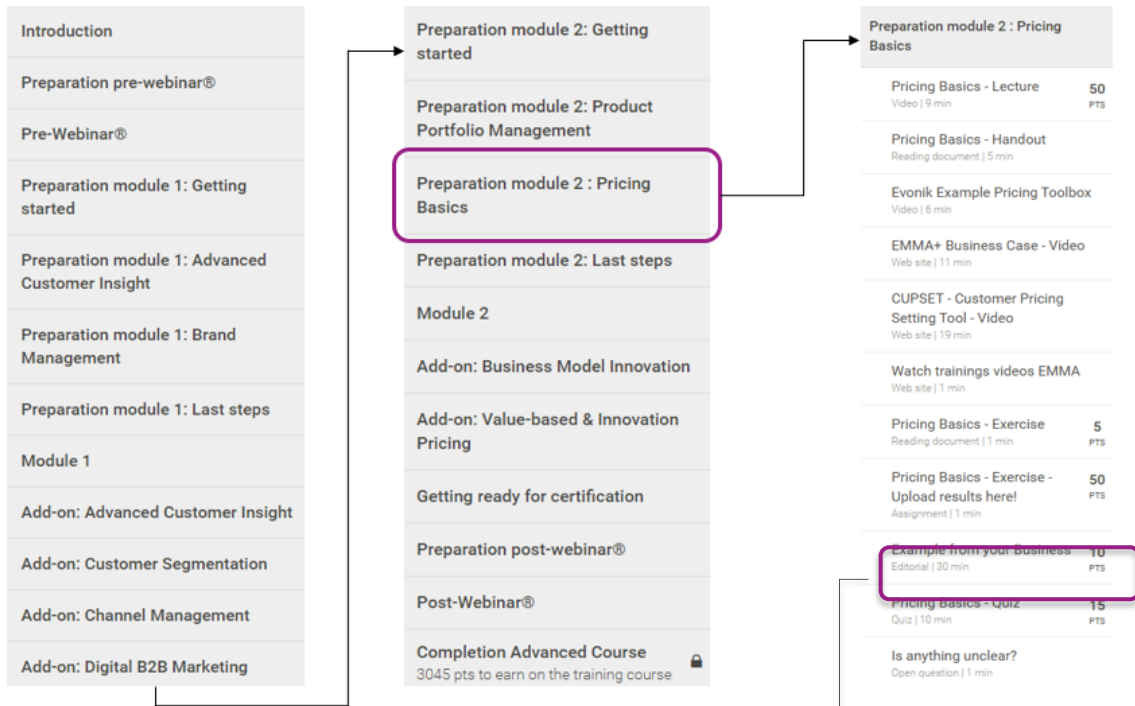 Introduction
Preparation pre-webinar®
Pre-Webinar®
Preparation module 1: Getting
started
Preparation module 1: Advanced
Customer Insight
Preparation module 1: Brand
Management
Preparation module 1: Last steps
Module 1
Add-on: Advanced Customer Insight
Add-on: Customer Segmentation
Add-on: Channel Management
Add-on: Digital B2B Marketing
Preparation module 2: Getting
started
Preparation module 2: Product
Portfolio Management
Preparation module 2 : Pricing
Basics
Preparation module 2: Last steps
Module 2
Add-on: Business Model Innovation
Add-on: Value-based & Innovation
Pricing
Getting ready for certification
Preparation post-webinar®
Post-Webinar®
Completion Advanced Course
3045 pts to earn on the training course
Preparation module 2 : Pricing
Basics
Pricing Basics - Lecture 50
Video | 9 min PTS
Pricing Basics - Handout
Reading document | 5 min
Evonik Example Pricing Toolbox
Video | 6 min
EMMA+ Business Case - Video
Web site | 11 min
CUPSET - Customer Pricing
Setting Tool - Video
Web site | 19 min
Watch trainings videos EMMA
Web site | 1 min
Pricing Basics - Exercise 5
Reading document | 1 min PTS
Pricing Basics - Exercise - 50
Upload results here! PTS
Assignment | 1 min
Example from your Business 10
Editorial | 30 min PTS
Pricing Basics - Quiz 15
Quiz | 10 min PTS
Is anything unclear?
Open question | 1 min